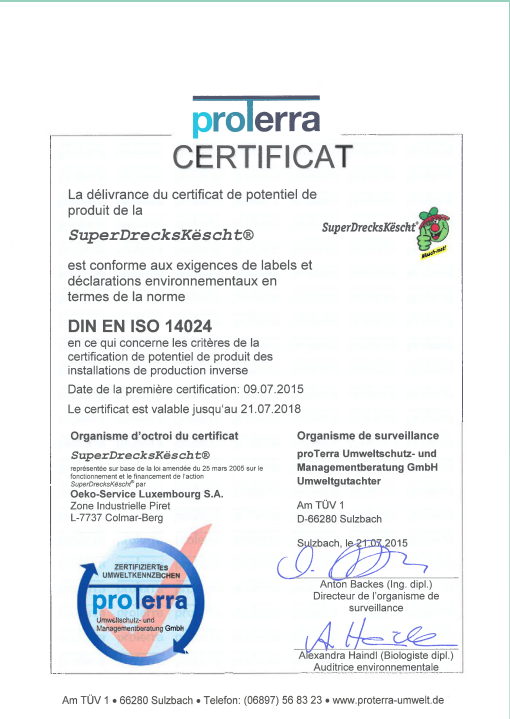 proTerra
CERTIFICAT
La délivrance du certificat de potentiel de
produit de la
SuperDrecksKëscht®
SuperDrecksKëscht®
Maach mat!
est conforme aux exigences de labels et
déclarations environnementaux en
termes de la norme
DIN EN ISO 14024
en ce qui concerne les critères de la
certification de potentiel de produit des
installations de production inverse
Date de la première certification: 09.07.2015
Le certificat est valable jusqu'au 21.07.2018
Organisme d'octroi du certificat
SuperDrecksKëscht®
représentée sur base de la loi amendée du 25 mars 2005 sur le
fonctionnement et le financement de l'action
SuperDrecksKëscht® par
Oeko-Service Luxembourg S.A.
Zone Industrielle Piret
L-7737 Colmar-Berg
Organisme de surveillance
proTerra Umweltschutz- und
Managementberatung GmbH
Umweltgutachter
Am TÜV 1
D-66280 Sulzbach
Sulzbach, le 21.07.2015
Anton Backes (Ing. dipl.)
Directeur de l'organisme de
surveillance
Alexandra Haindl (Biologiste dipl.)
Auditrice environnementale
ZERTIFIZIERTES
UMWELTKENNZEICHEN
proTerra
Umweltschutz- und
Managementberatung GmbH
Am TÜV 1 • 66280 Sulzbach • Telefon: (06897) 56 83 23 • www.proterra-umwelt.de